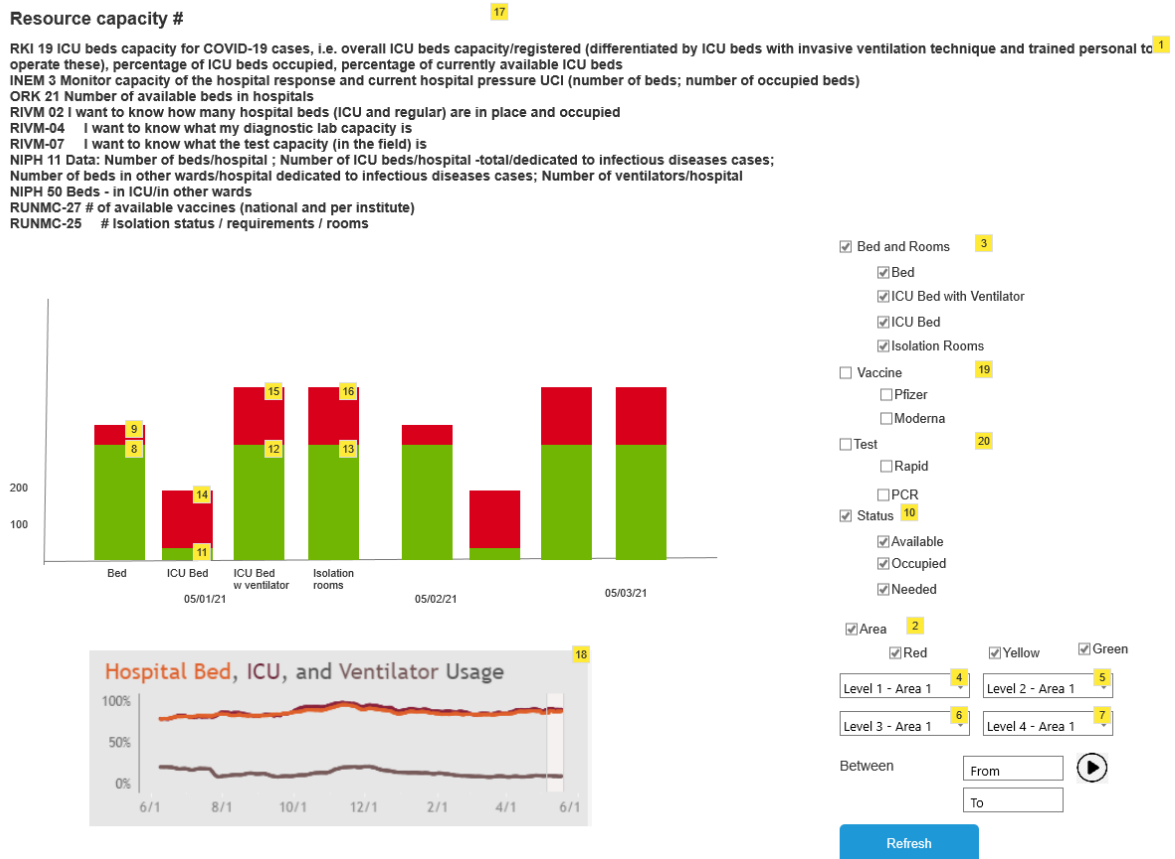 Resource capacity #
17
RKI 19 ICU beds capacity for COVID-19 cases, i.e. overall ICU beds capacity/registered (differentiated by ICU beds with invasive ventilation technique and trained personal to
1
operate these), percentage of ICU beds occupied, percentage of currently available ICU beds
INEM 3 Monitor capacity of the hospital response and current hospital pressure UCI (number of beds; number of occupied beds)
ORK 21 Number of available beds in hospitals
RIVM 02 I want to know how many hospital beds (ICU and regular) are in place and occupied
RIVM-04 I want to know what my diagnostic lab capacity is
RIVM-07 I want to know what the test capacity (in the field) is
NIPH 11 Data: Number of beds/hospital ; Number of ICU beds/hospital -total/dedicated to infectious diseases cases;
Number of beds in other wards/hospital dedicated to infectious diseases cases; Number of ventilators/hospital
NIPH 50 Beds - in ICU/in other wards
RUNMC-27 # of available vaccines (national and per institute)
RUNMC-25 # Isolation status / requirements / rooms
Bed and Rooms 3
Bed
ICU Bed with Ventilator
ICU Bed
Isolation Rooms
Vaccine 19
Pfizer
Moderna
Test 20
Rapid
PCR
Status 10
Available
Occupied
Needed
Area 2
Red Yellow Green
Level 1 - Area 1 4 Level 2 - Area 1 5
Level 3 - Area 1 6 Level 4 - Area 1 7
Between From
To
Refresh
15 16
9
8 12 13
14
11
200
100
Bed ICU Bed ICU Bed w ventilator Isolation rooms
05/01/21 05/02/21 05/03/21
18
Hospital Bed, ICU, and Ventilator Usage
100%
50%
0%
6/1 8/1 10/1 12/1 2/1 4/1 6/1